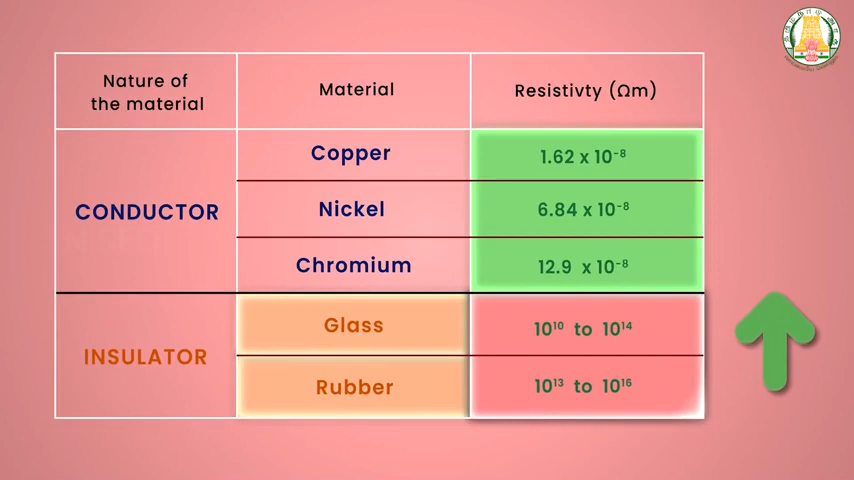 Nature of
the material
Material
Resistivty (Ωm)
CONDUCTOR
Copper
1.62 x 10⁻⁸
Nickel
6.84 x 10⁻⁸
Chromium
12.9 x 10⁻⁸
INSULATOR
Glass
10¹⁰ to 10¹⁴
Rubber
10¹³ to 10¹⁶